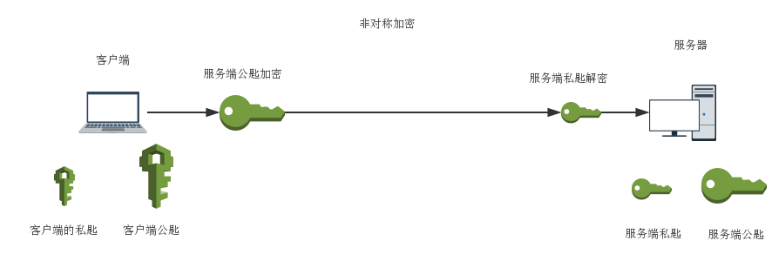 非对称加密
客户端
服务器
服务端公匙加密
服务端私匙解密
客户端的私匙
客户端公匙
服务端私匙
服务端公匙